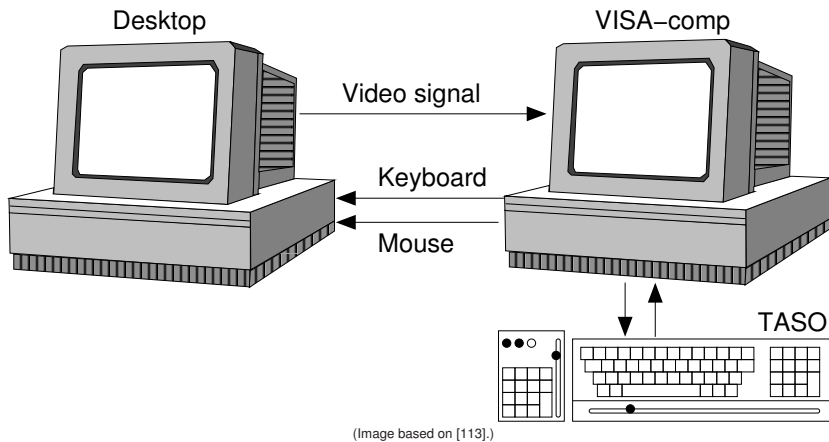 Desktop
VISA−comp
Video signal
Keyboard
Mouse
TASO
(Image based on [113].)